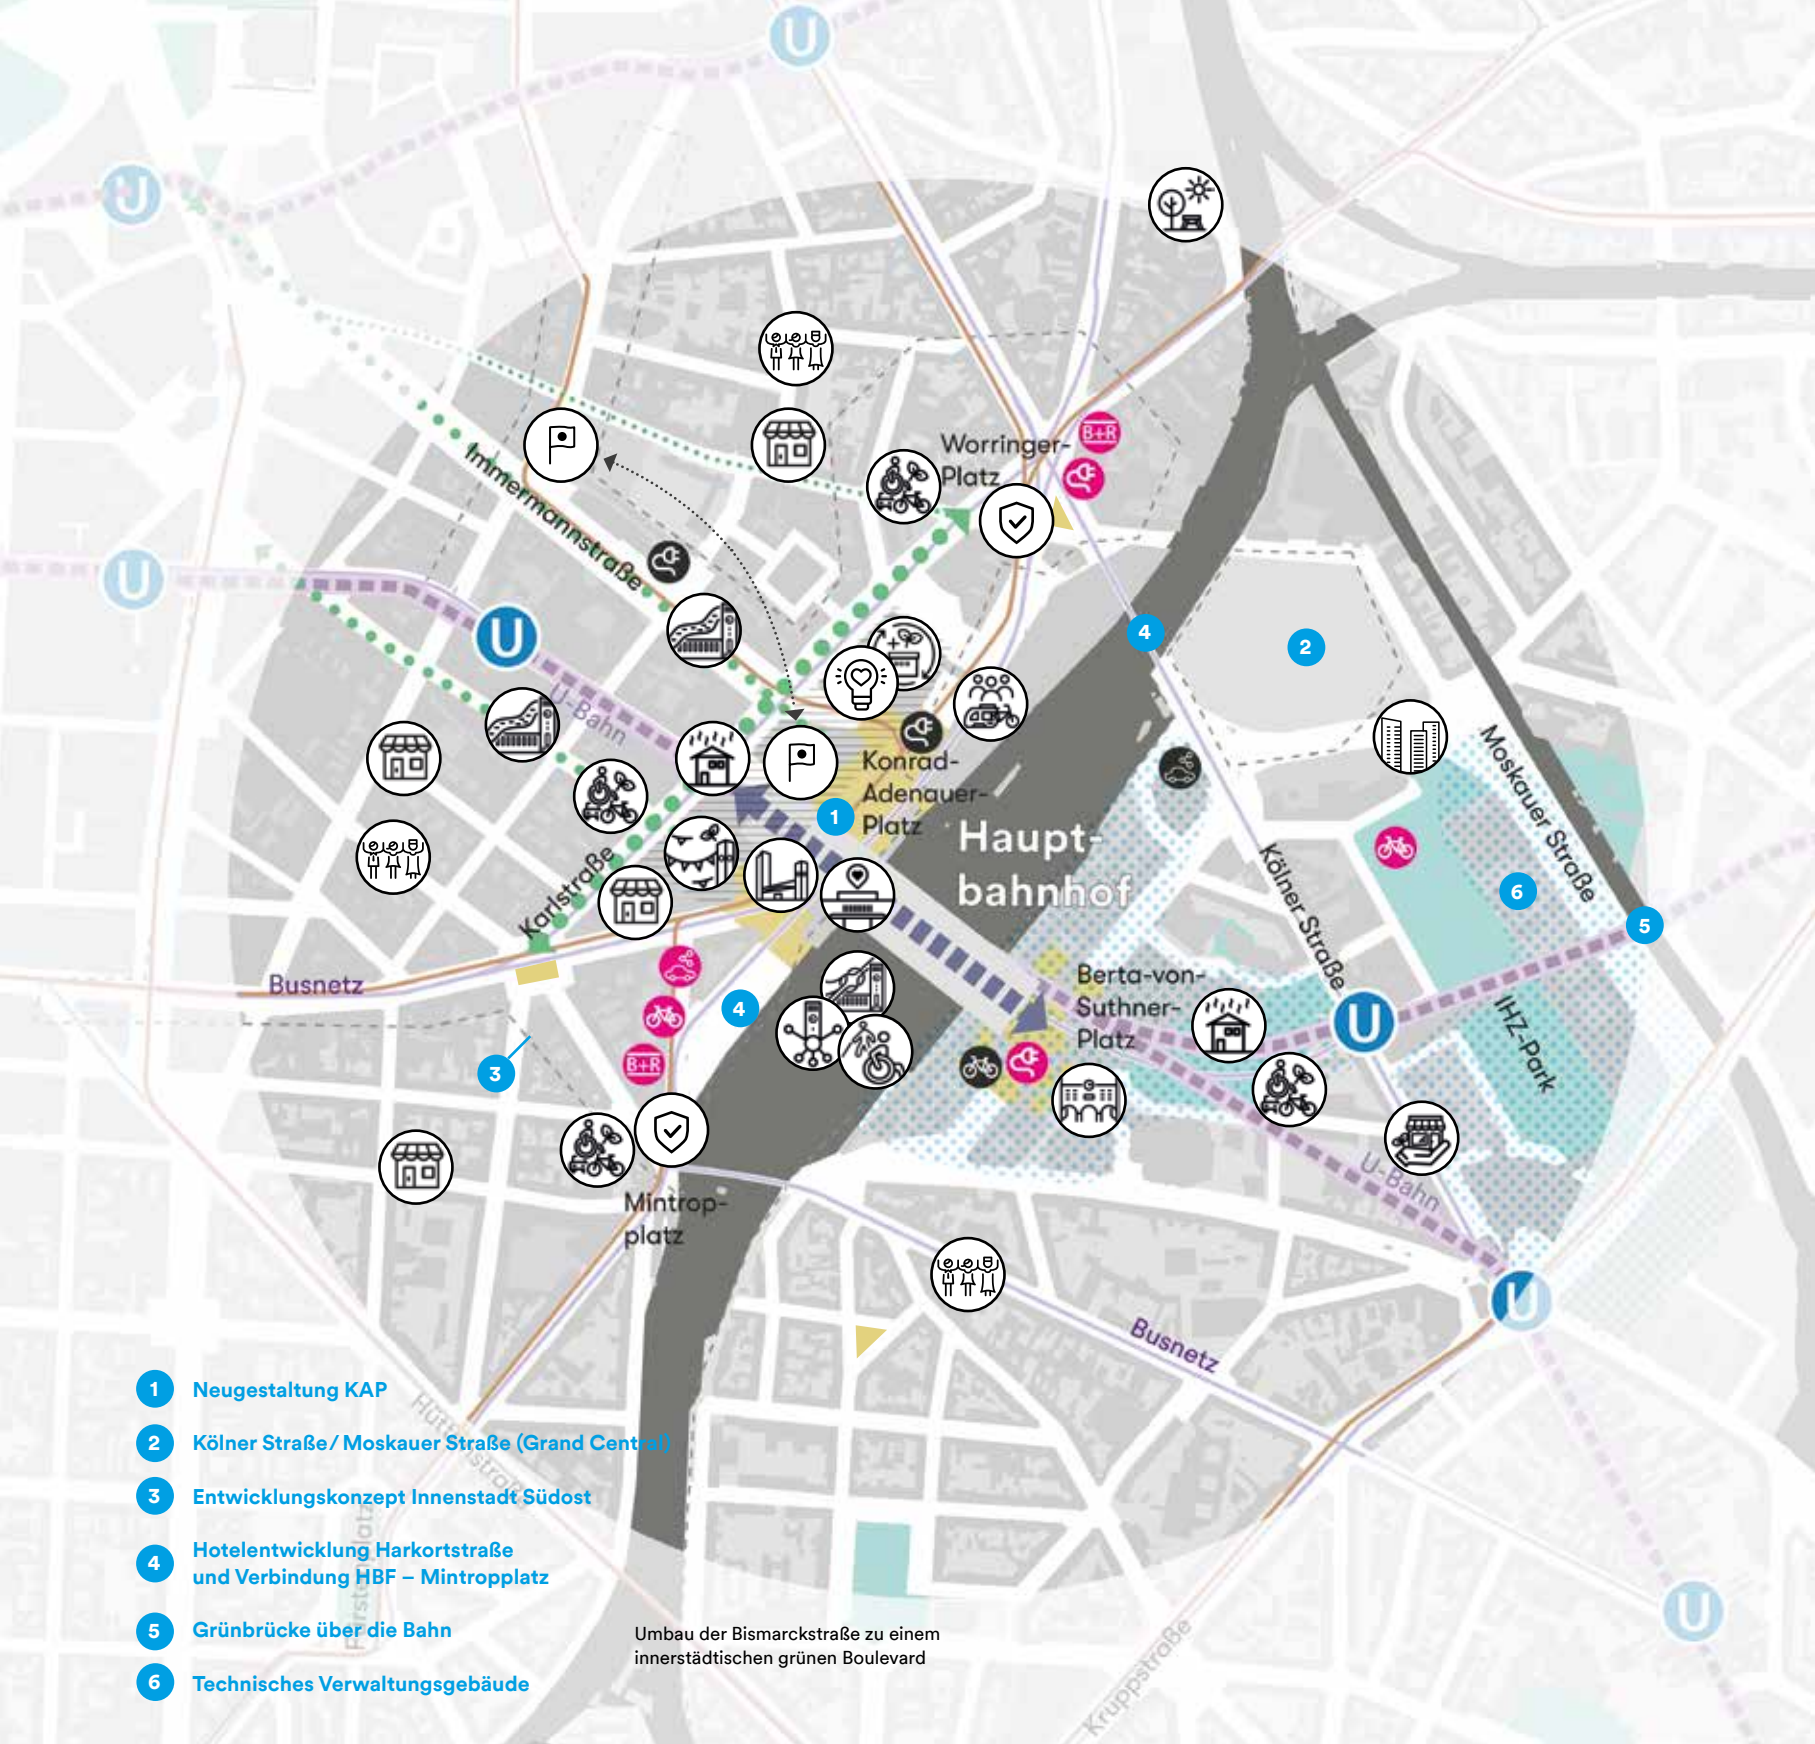 U
U
B+R
Worringer-
Platz
Immermannstraße
U
U
4
2
U-Bahn
Konrad-
Adenauer-
Platz
1
Haupt-
bahnhof
Moskauer Straße
Kölner Straße
6
5
Karlstraße
Busnetz
Berta-von-
Suthner-
Platz
U
IHZ-Park
4
3
B+R
U-Bahn
Mintrop-
platz
U
Busnetz
1 Neugestaltung KAP
2 Kölner Straße / Moskauer Straße (Grand Central)
3 Entwicklungskonzept Innenstadt Südost
4 Hotelentwicklung Harkortstraße
und Verbindung HBF – Mintropplatz
5 Grünbrücke über die Bahn
6 Technisches Verwaltungsgebäude
Umbau der Bismarckstraße zu einem
innerstädtischen grünen Boulevard
U
Kruppstraße